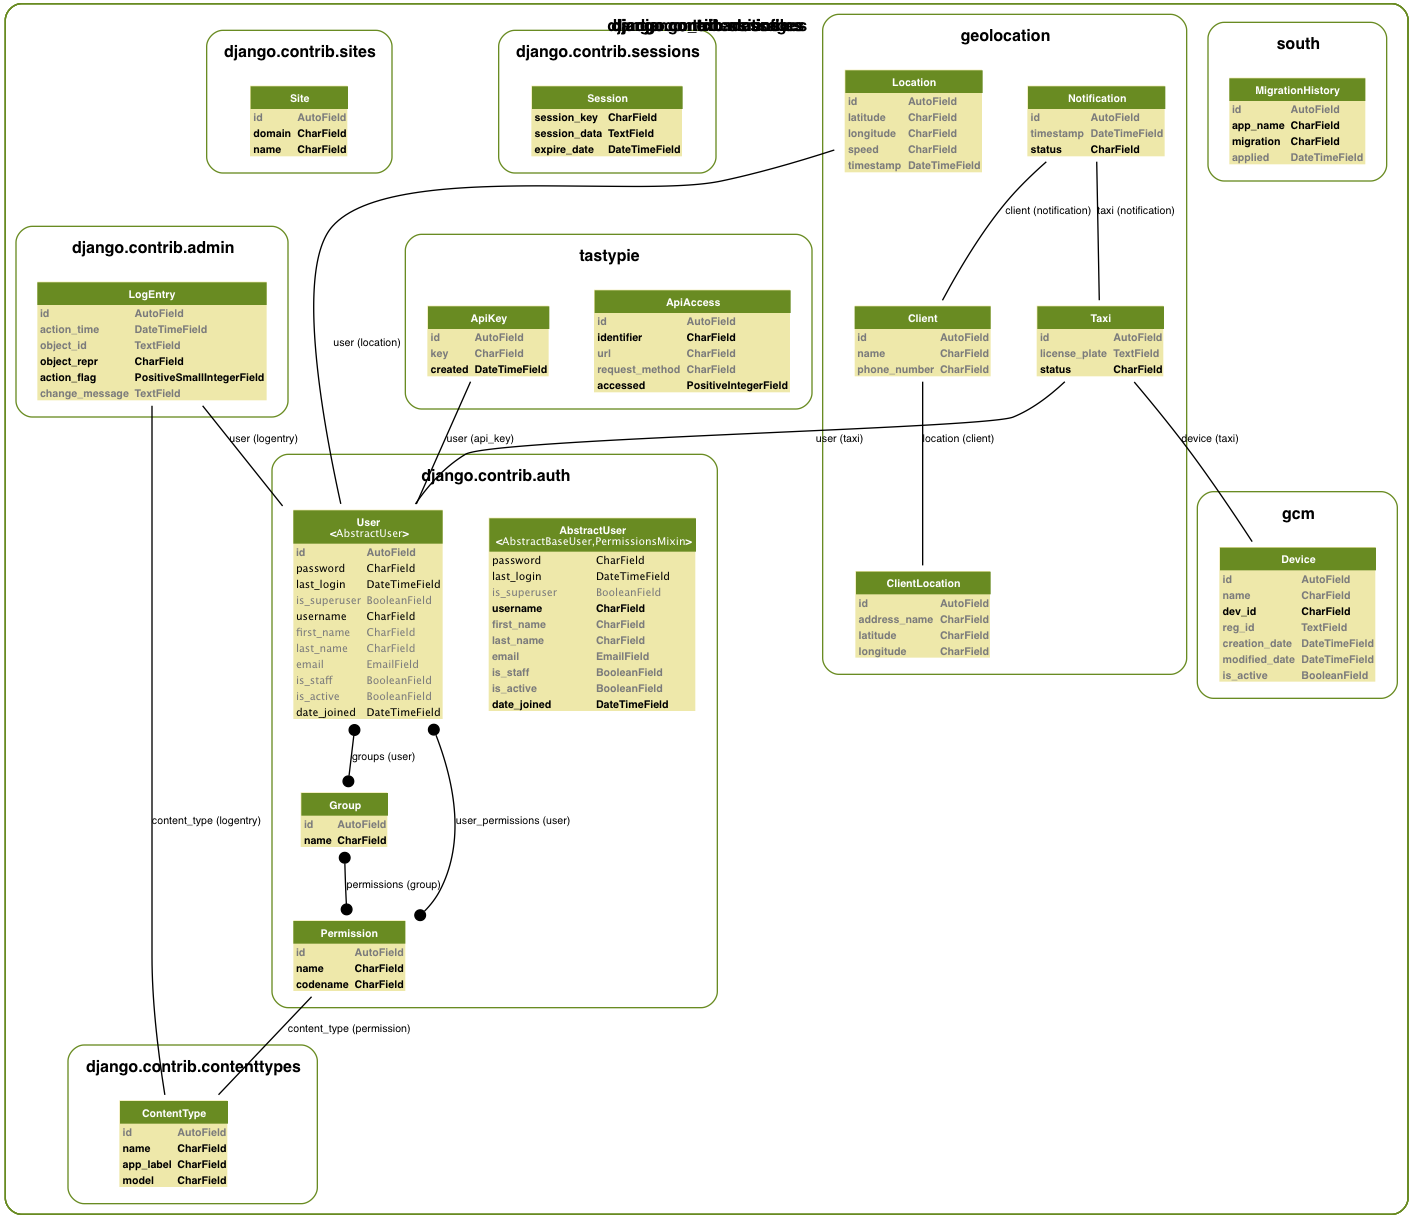 django.contrib.sites
Site
id AutoField
domain CharField
name CharField
django.contrib.sessions
Session
session_key CharField
session_data TextField
expire_date DateTimeField
geolocation
Location
id AutoField
latitude CharField
longitude CharField
speed CharField
timestamp DateTimeField
Notification
id AutoField
timestamp DateTimeField
status CharField
client (notification)
taxi (notification)
south
MigrationHistory
id AutoField
app_name CharField
migration CharField
applied DateTimeField
django.contrib.admin
LogEntry
id AutoField
action_time DateTimeField
object_id TextField
object_repr CharField
action_flag PositiveSmallIntegerField
change_message TextField
user (location)
tastypie
ApiKey
id AutoField
key CharField
created DateTimeField
ApiAccess
id AutoField
identifier CharField
url CharField
request_method CharField
accessed PositiveIntegerField
Client
id AutoField
name CharField
phone_number CharField
Taxi
id AutoField
license_plate TextField
status CharField
user (logentry)
user (api_key)
user (taxi)
location (client)
device (taxi)
django.contrib.auth
User
<AbstractUser>
id AutoField
password CharField
last_login DateTimeField
is_superuser BooleanField
username CharField
first_name CharField
last_name CharField
email EmailField
is_staff BooleanField
is_active BooleanField
date_joined DateTimeField
AbstractUser
<AbstractBaseUser,PermissionsMixin>
password CharField
last_login DateTimeField
is_superuser BooleanField
username CharField
first_name CharField
last_name CharField
email EmailField
is_staff BooleanField
is_active BooleanField
date_joined DateTimeField
ClientLocation
id AutoField
address_name CharField
latitude CharField
longitude CharField
gcm
Device
id AutoField
name CharField
dev_id CharField
reg_id TextField
creation_date DateTimeField
modified_date DateTimeField
is_active BooleanField
groups (user)
Group
id AutoField
name CharField
content_type (logentry)
user_permissions (user)
permissions (group)
Permission
id AutoField
name CharField
codename CharField
content_type (permission)
django.contrib.contenttypes
ContentType
id AutoField
name CharField
app_label CharField
model CharField